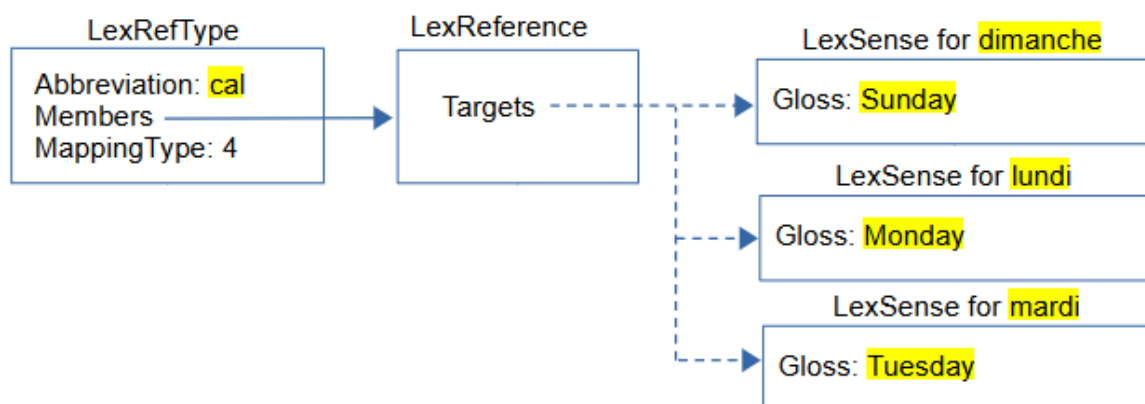 LexRefType
Abbreviation: cal
Members
MappingType: 4
LexReference
Targets
LexSense for dimanche
Gloss: Sunday
LexSense for lundi
Gloss: Monday
LexSense for mardi
Gloss: Tuesday